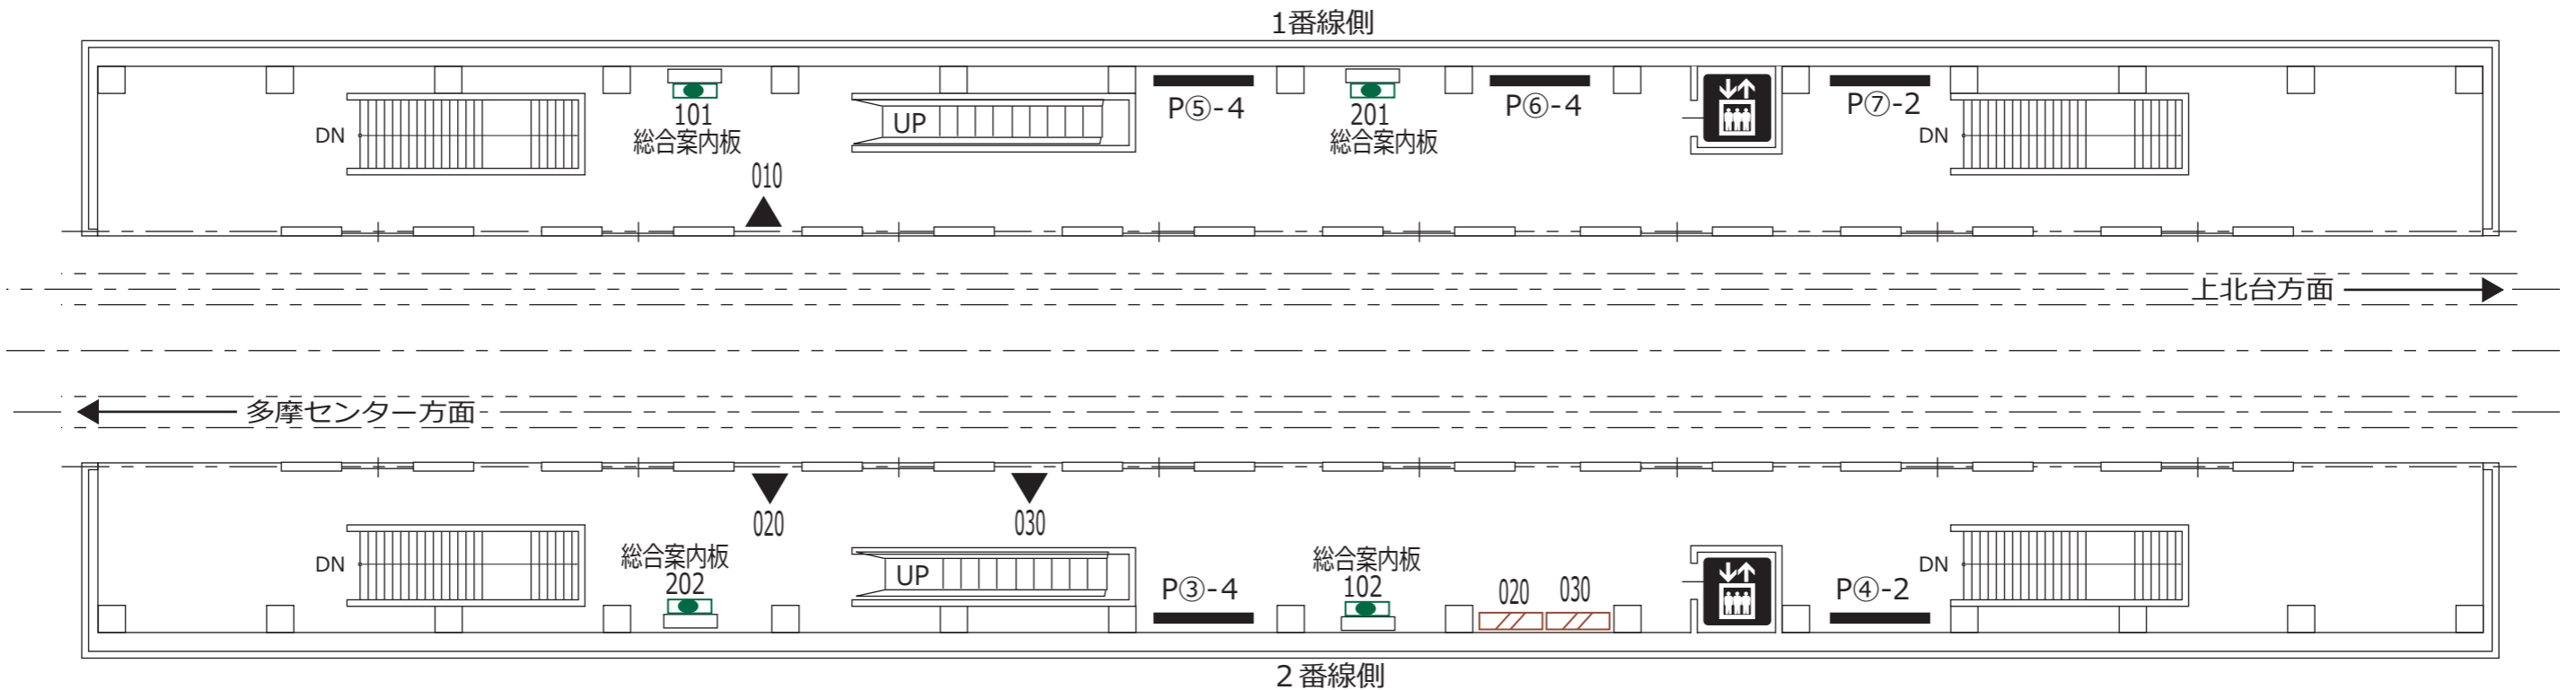 1番線側
DN
101
総合案内板
010
UP
P⑤-4
201
総合案内板
P⑥-4
P⑦-2
DN
上北台方面
多摩センター方面
DN
総合案内板
202
020
UP
030
P③-4
総合案内板
102
020
030
P④-2
DN
2番線側